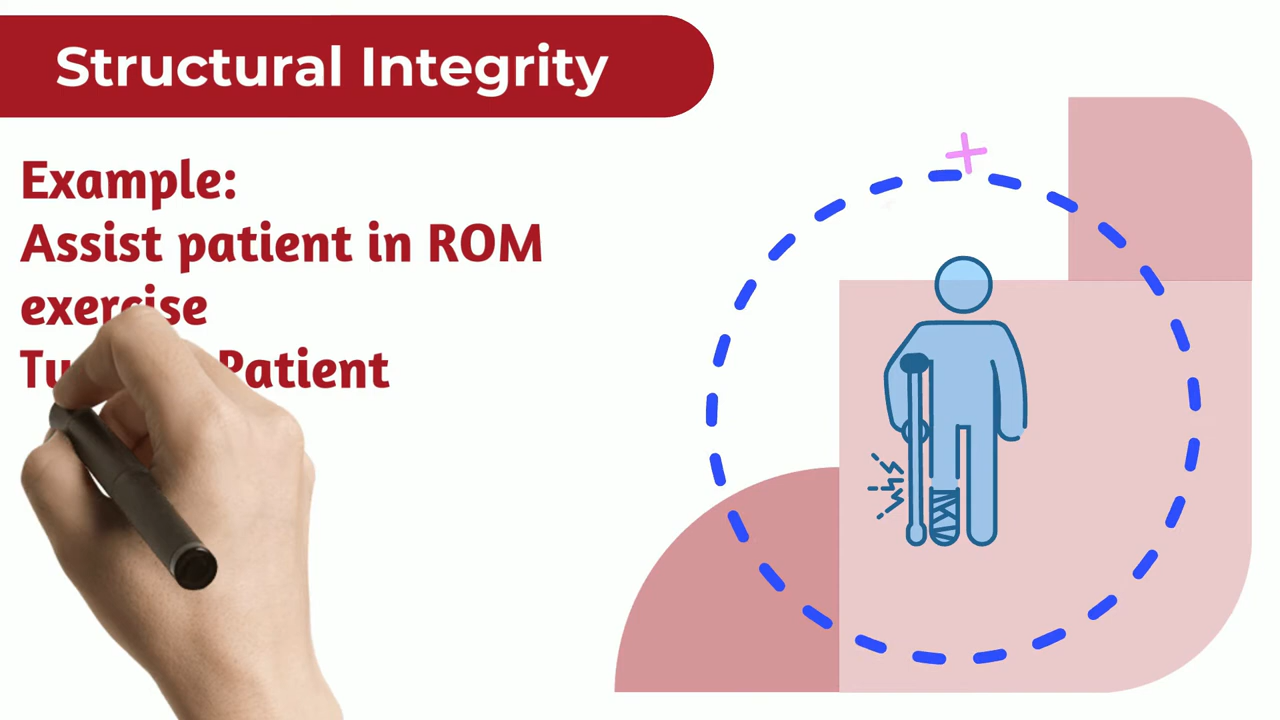 Structural Integrity
Example:
Assist patient in ROM
exercise
Patient